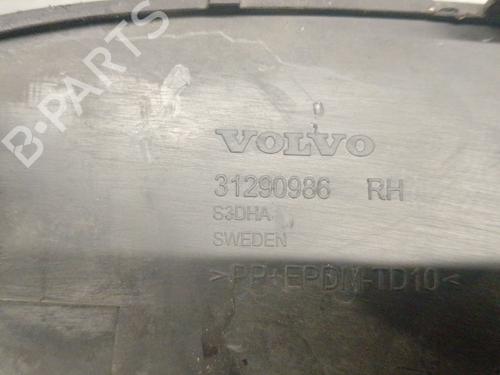 B-PARTS
VOLVO
31290986 RH
S3DHA
SWEDEN
>PP+EPDM-TD10<